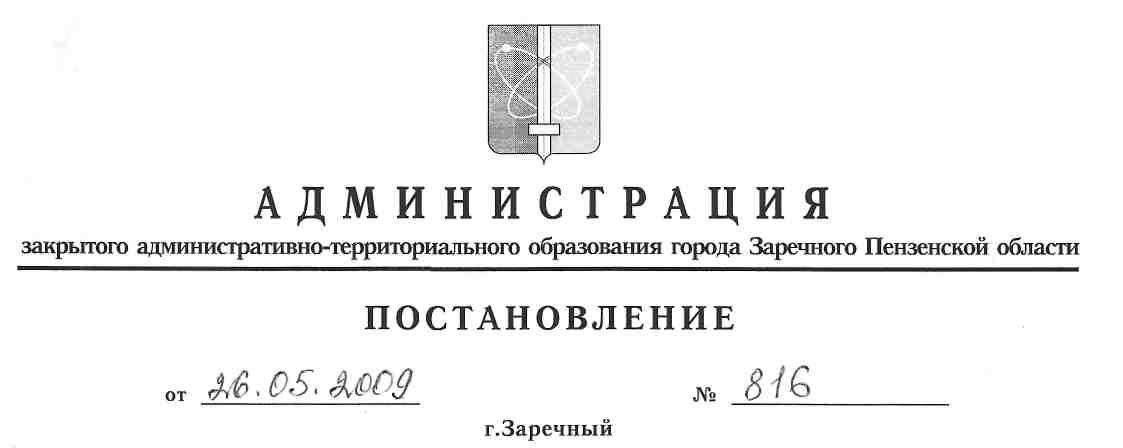 АДМИНИСТРАЦИЯ
закрытого административно-территориального образования города Заречного Пензенской области
ПОСТАНОВЛЕНИЕ
от 26.05.2009 № 816
г.Заречный